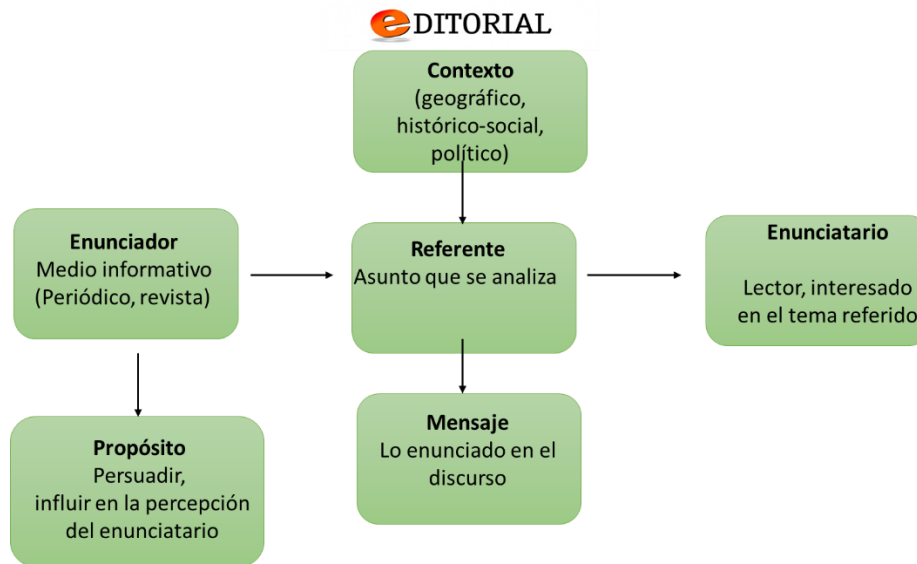 eDITORIAL
Contexto
(geográfico,
histórico-social,
político)
Enunciador
Medio informativo
(Periódico, revista)
Referente
Asunto que se analiza
Enunciatario
Lector, interesado
en el tema referido
Propósito
Persuadir,
influir en la percepción
del enunciatario
Mensaje
Lo enunciado en el
discurso